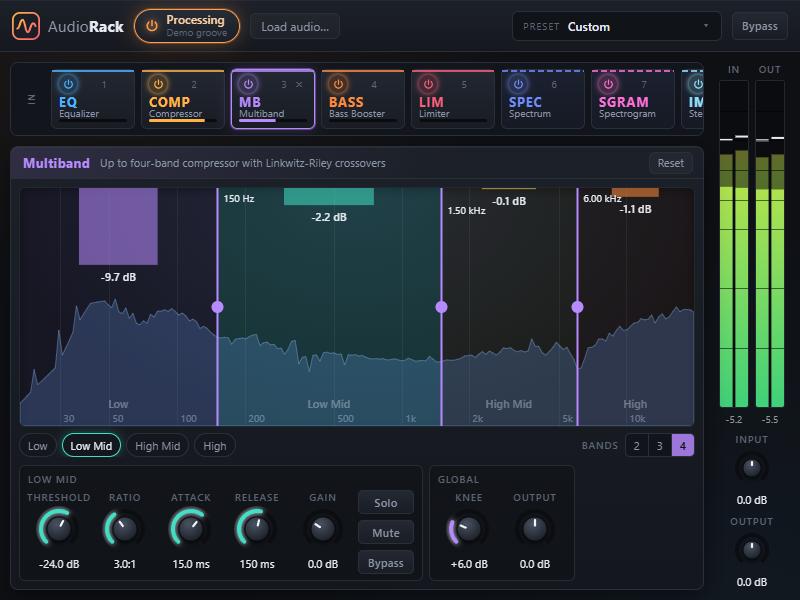 AudioRack
Processing
Demo groove
Load audio...
PRESET Custom
Bypass
IN
1
EQ
Equalizer
2
COMP
Compressor
3 ×
MB
Multiband
4
BASS
Bass Booster
5
LIM
Limiter
6
SPEC
Spectrum
7
SGRAM
Spectrogram
IM
Ste
IN OUT
Multiband Up to four-band compressor with Linkwitz-Riley crossovers
Reset
150 Hz
1.50 kHz
6.00 kHz
-9.7 dB
-2.2 dB
-0.1 dB
-1.1 dB
Low Low Mid High Mid High
30 50 100 200 500 1k 2k 5k 10k
-5.2 -5.5
Low Low Mid High Mid High
BANDS 2 3 4
LOW MID
THRESHOLD RATIO ATTACK RELEASE GAIN
-24.0 dB 3.0:1 15.0 ms 150 ms 0.0 dB
Solo
Mute
Bypass
GLOBAL
KNEE OUTPUT
+6.0 dB 0.0 dB
INPUT
0.0 dB
OUTPUT
0.0 dB